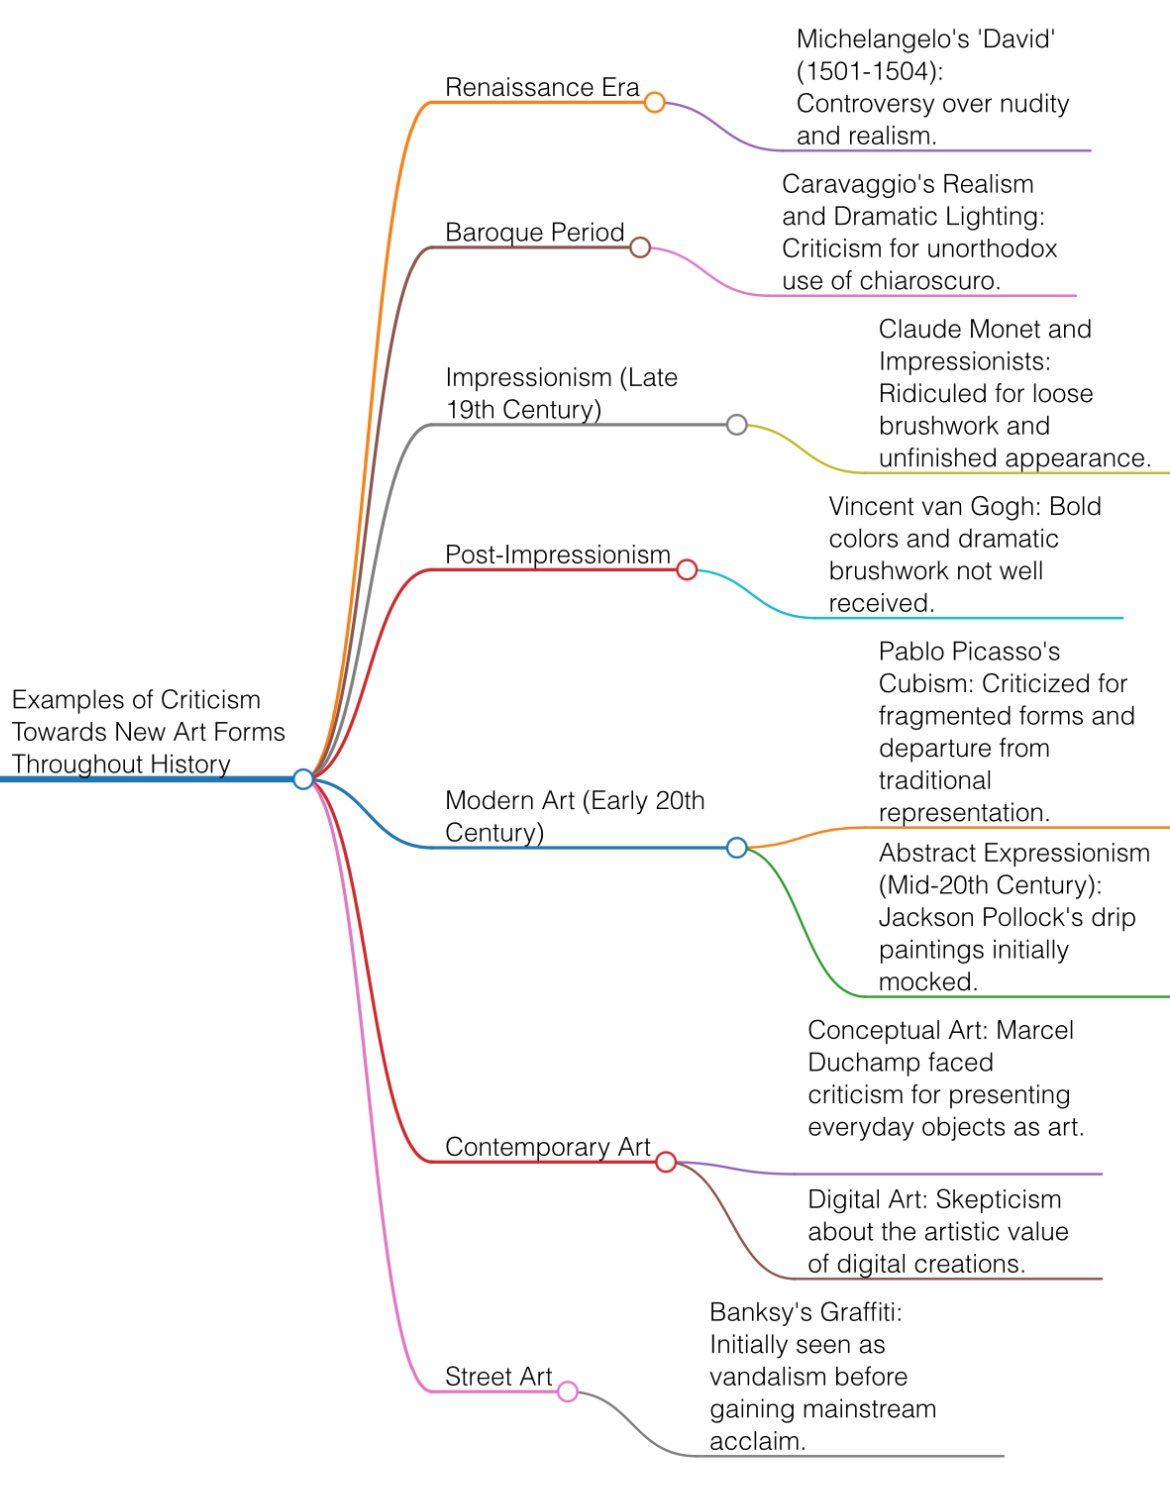 Examples of Criticism
Towards New Art Forms
Throughout History
Renaissance Era
Michelangelo's 'David'
(1501-1504):
Controversy over nudity
and realism.
Baroque Period
Caravaggio's Realism
and Dramatic Lighting:
Criticism for unorthodox
use of chiaroscuro.
Impressionism (Late
19th Century)
Claude Monet and
Impressionists:
Ridiculed for loose
brushwork and
unfinished appearance.
Post-Impressionism
Vincent van Gogh: Bold
colors and dramatic
brushwork not well
received.
Modern Art (Early 20th
Century)
Pablo Picasso's
Cubism: Criticized for
fragmented forms and
departure from
traditional
representation.
Abstract Expressionism
(Mid-20th Century):
Jackson Pollock's drip
paintings initially
mocked.
Contemporary Art
Conceptual Art: Marcel
Duchamp faced
criticism for presenting
everyday objects as art.
Digital Art: Skepticism
about the artistic value
of digital creations.
Street Art
Banksy's Graffiti:
Initially seen as
vandalism before
gaining mainstream
acclaim.